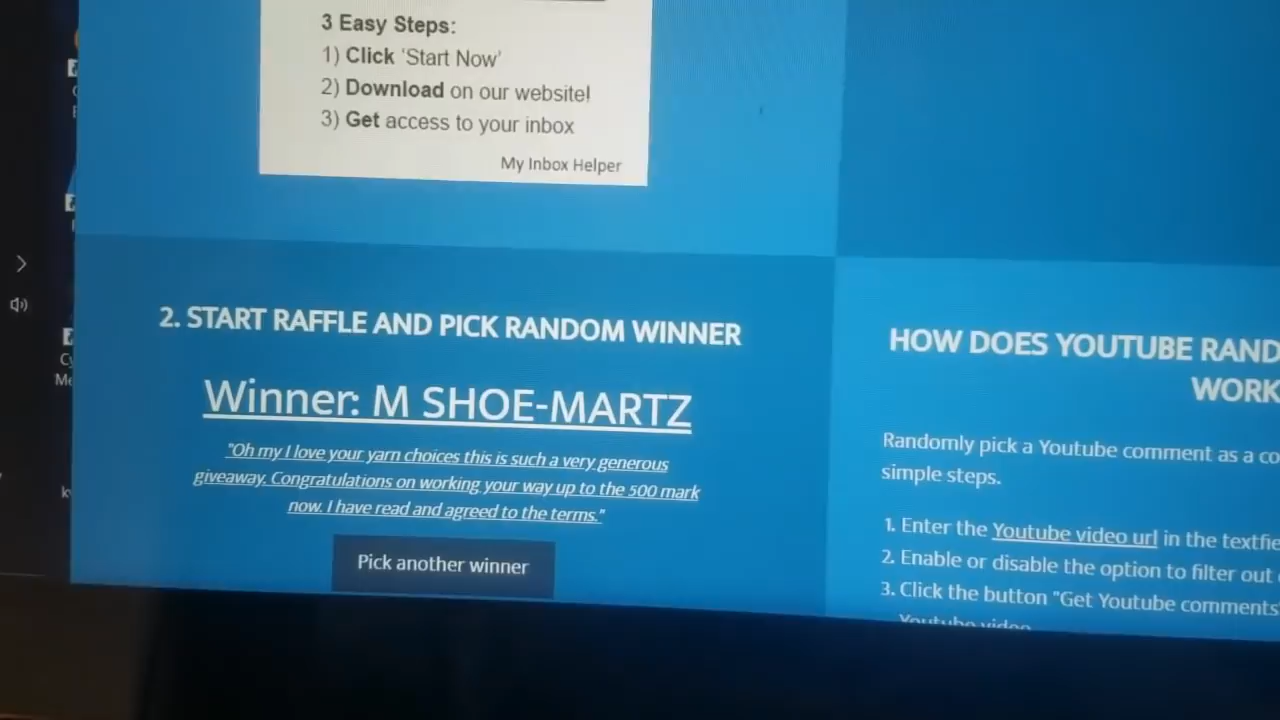 3 Easy Steps:
1) Click 'Start Now'
2) Download on our website!
3) Get access to your inbox
My Inbox Helper
2. START RAFFLE AND PICK RANDOM WINNER
Winner: M SHOE-MARTZ
"Oh my I love your yarn choices this is such a very generous
giveaway. Congratulations on working your way up to the 500 mark
now. I have read and agreed to the terms."
Pick another winner
HOW DOES YOUTUBE RAND
WORK
Randomly pick a Youtube comment as a co
simple steps.
1. Enter the Youtube video url in the textfie
2. Enable or disable the option to filter out
3. Click the button "Get Youtube comments
Youtube video